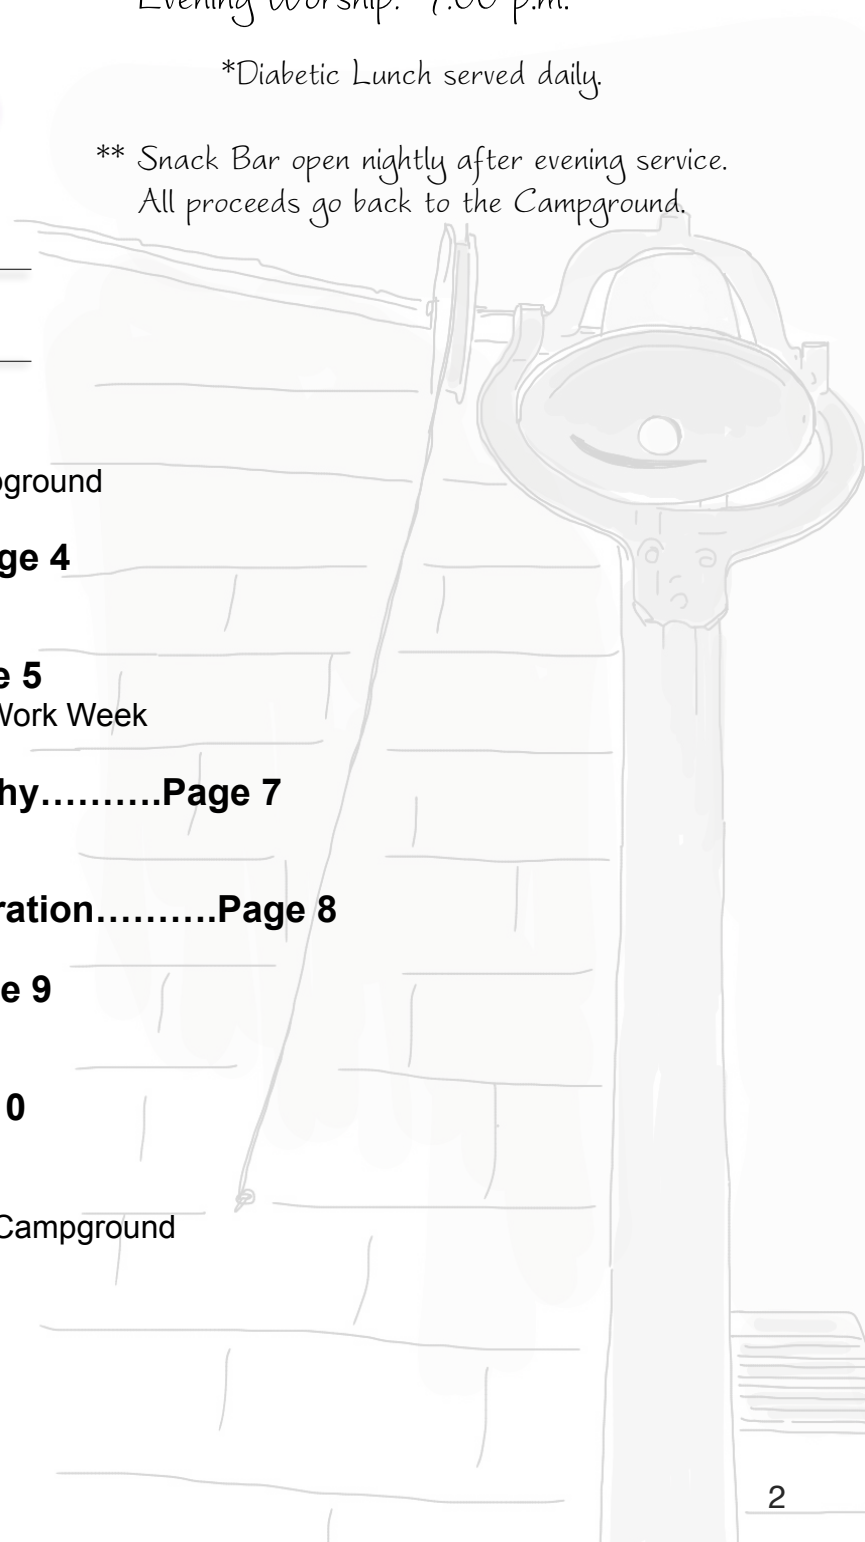 Evening Worship: 7:00 p.m.
*Diabetic Lunch served daily.
** Snack Bar open nightly after evening service.
All proceeds go back to the Campground.
pground
ge 4
e 5
Work Week
hy……….Page 7
ration……….Page 8
e 9
0
Campground
2